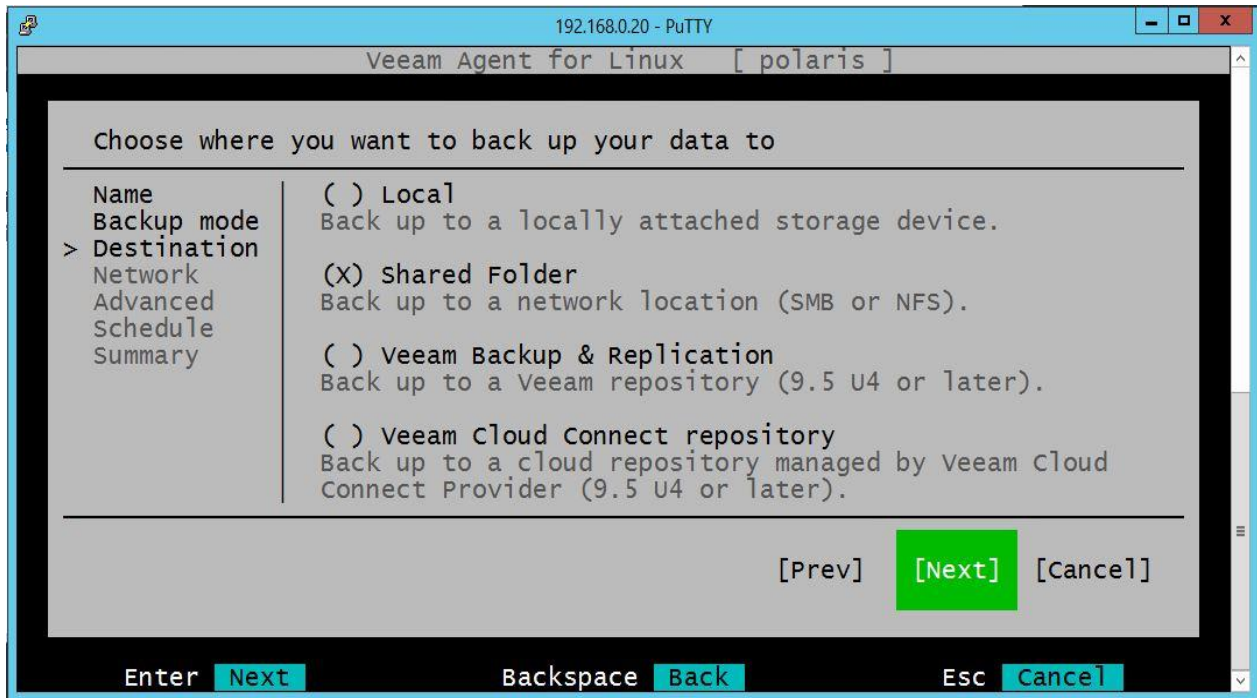 192.168.0.20 - PuTTY
Veeam Agent for Linux [ polaris ]
Choose where you want to back up your data to
Name
Backup mode
> Destination
Network
Advanced
Schedule
Summary
( ) Local
Back up to a locally attached storage device.
(X) Shared Folder
Back up to a network location (SMB or NFS).
( ) Veeam Backup & Replication
Back up to a Veeam repository (9.5 U4 or later).
( ) Veeam Cloud Connect repository
Back up to a cloud repository managed by Veeam Cloud
Connect Provider (9.5 U4 or later).
[Prev] [Next] [Cancel]
Enter Next Backspace Back Esc Cancel